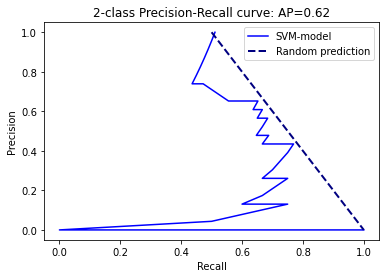 2-class Precision-Recall curve: AP=0.62
SVM-model
Random prediction
Precision
1.0
0.8
0.6
0.4
0.2
0.0
0.0 0.2 0.4 0.6 0.8 1.0
Recall